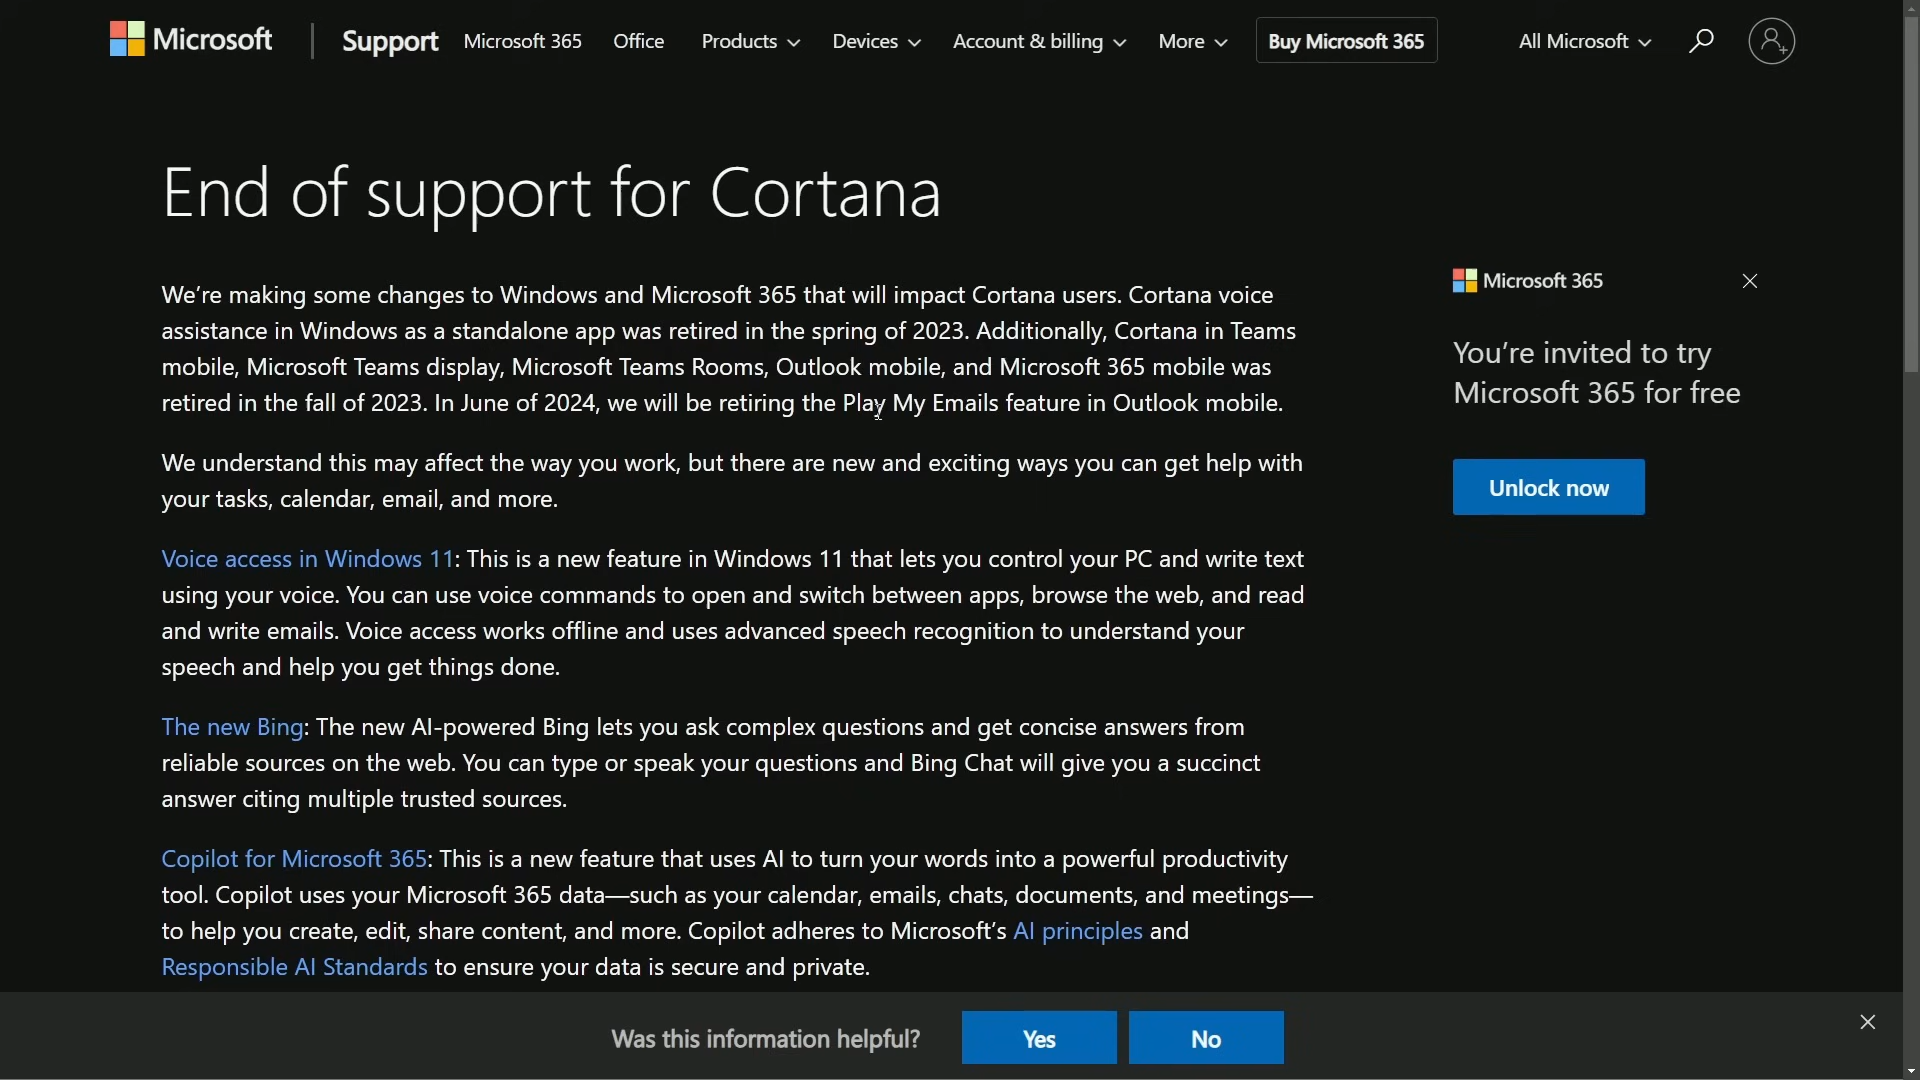 Microsoft Support Microsoft 365 Office Products Devices Account & billing More Buy Microsoft 365 All Microsoft
End of support for Cortana
We're making some changes to Windows and Microsoft 365 that will impact Cortana users. Cortana voice
assistance in Windows as a standalone app was retired in the spring of 2023. Additionally, Cortana in Teams
mobile, Microsoft Teams display, Microsoft Teams Rooms, Outlook mobile, and Microsoft 365 mobile was
retired in the fall of 2023. In June of 2024, we will be retiring the Play My Emails feature in Outlook mobile.
We understand this may affect the way you work, but there are new and exciting ways you can get help with
your tasks, calendar, email, and more.
Voice access in Windows 11: This is a new feature in Windows 11 that lets you control your PC and write text
using your voice. You can use voice commands to open and switch between apps, browse the web, and read
and write emails. Voice access works offline and uses advanced speech recognition to understand your
speech and help you get things done.
The new Bing: The new AI-powered Bing lets you ask complex questions and get concise answers from
reliable sources on the web. You can type or speak your questions and Bing Chat will give you a succinct
answer citing multiple trusted sources.
Copilot for Microsoft 365: This is a new feature that uses AI to turn your words into a powerful productivity
tool. Copilot uses your Microsoft 365 data—such as your calendar, emails, chats, documents, and meetings—
to help you create, edit, share content, and more. Copilot adheres to Microsoft's AI principles and
Responsible AI Standards to ensure your data is secure and private.
Microsoft 365
You're invited to try
Microsoft 365 for free
Unlock now
Was this information helpful? Yes No